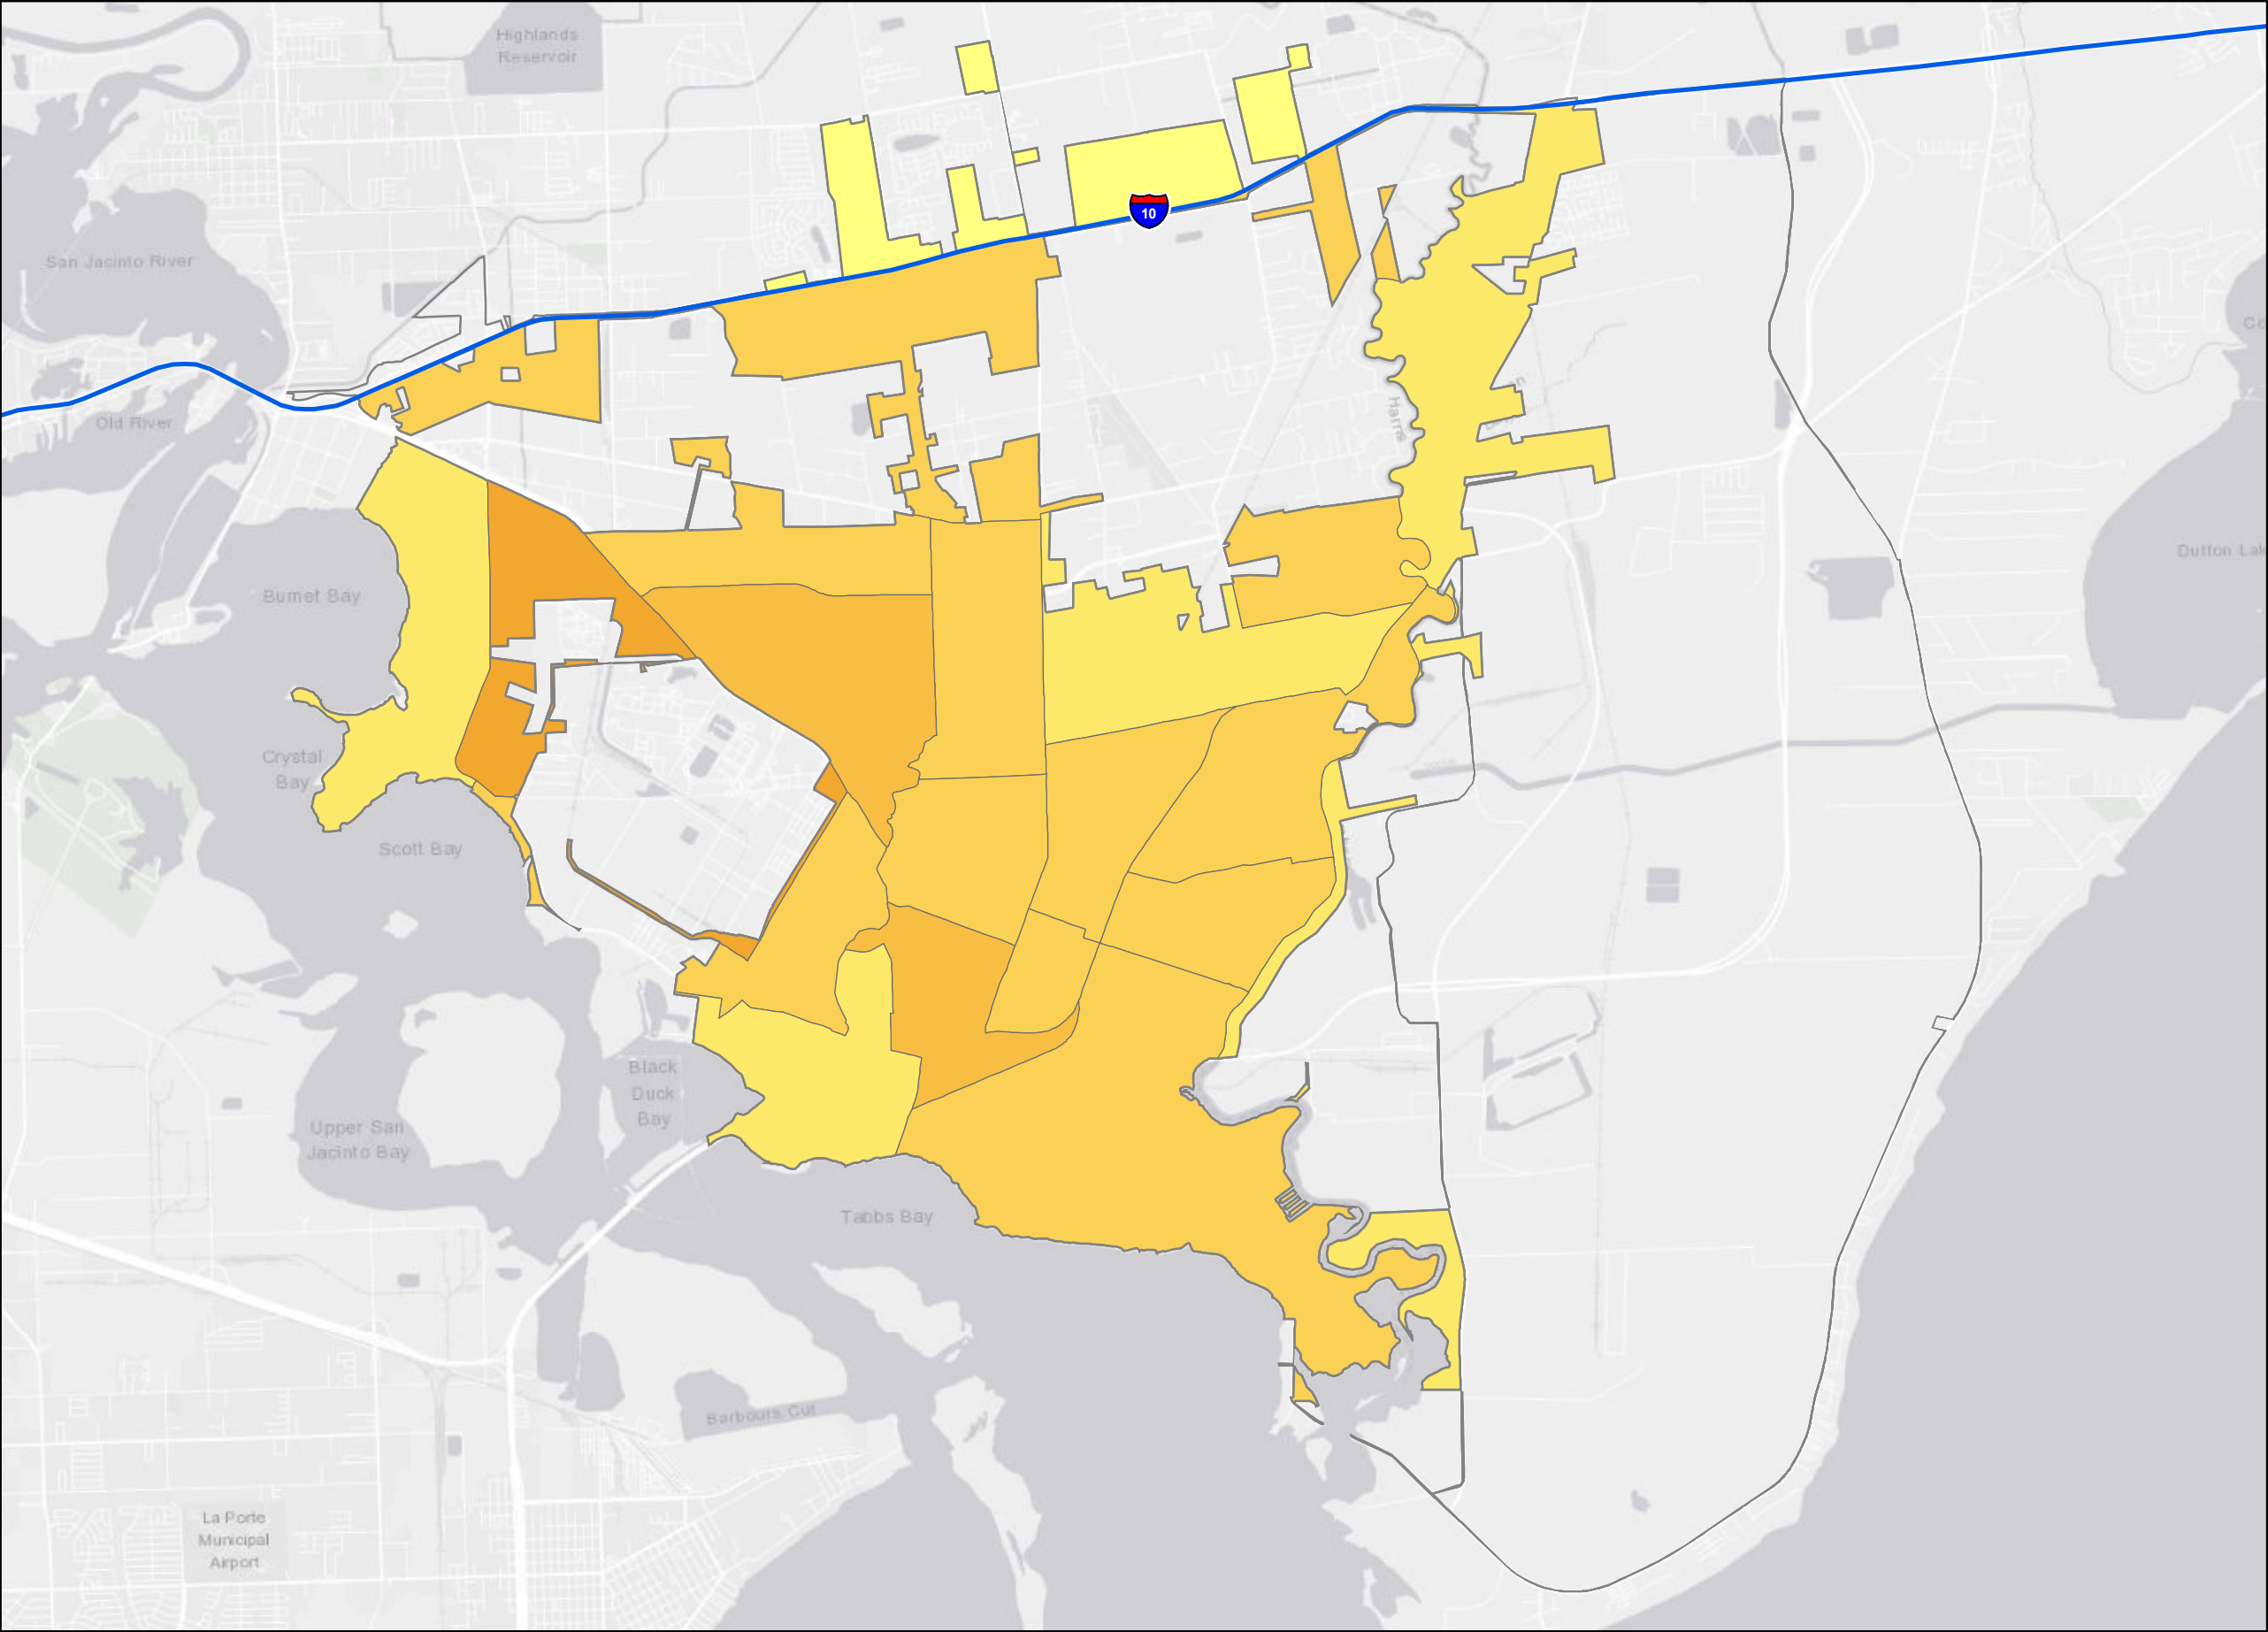 Highlands
Reservoir
10
San Jacinto River
Old River
Harris
Burnet Bay
Dutton Lak
Crystal
Bay
Scott Bay
Black
Duck
Bay
Upper San
Jacinto Bay
Tabbs Bay
Barbours Cut
La Porte
Municipal
Airport
Co